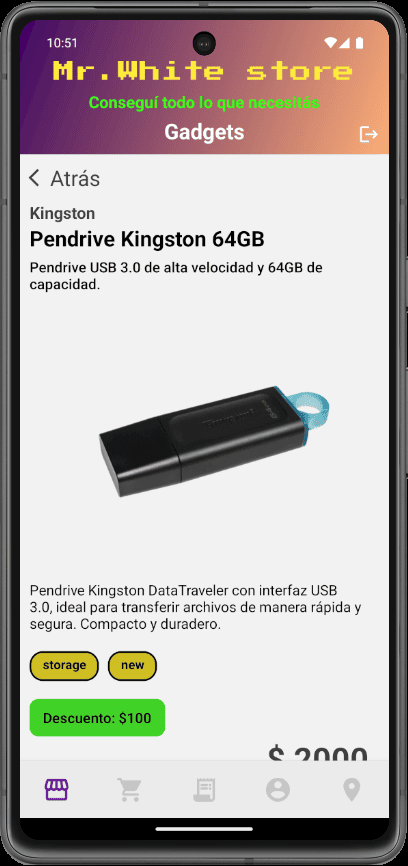 10:51
Mr.White store
Conseguí todo lo que necesitás
Gadgets
Atrás
Kingston
Pendrive Kingston 64GB
Pendrive USB 3.0 de alta velocidad y 64GB de
capacidad.
Pendrive Kingston DataTraveler con interfaz USB
3.0, ideal para transferir archivos de manera rápida y
segura. Compacto y duradero.
storage new
Descuento: $100
$ 2000